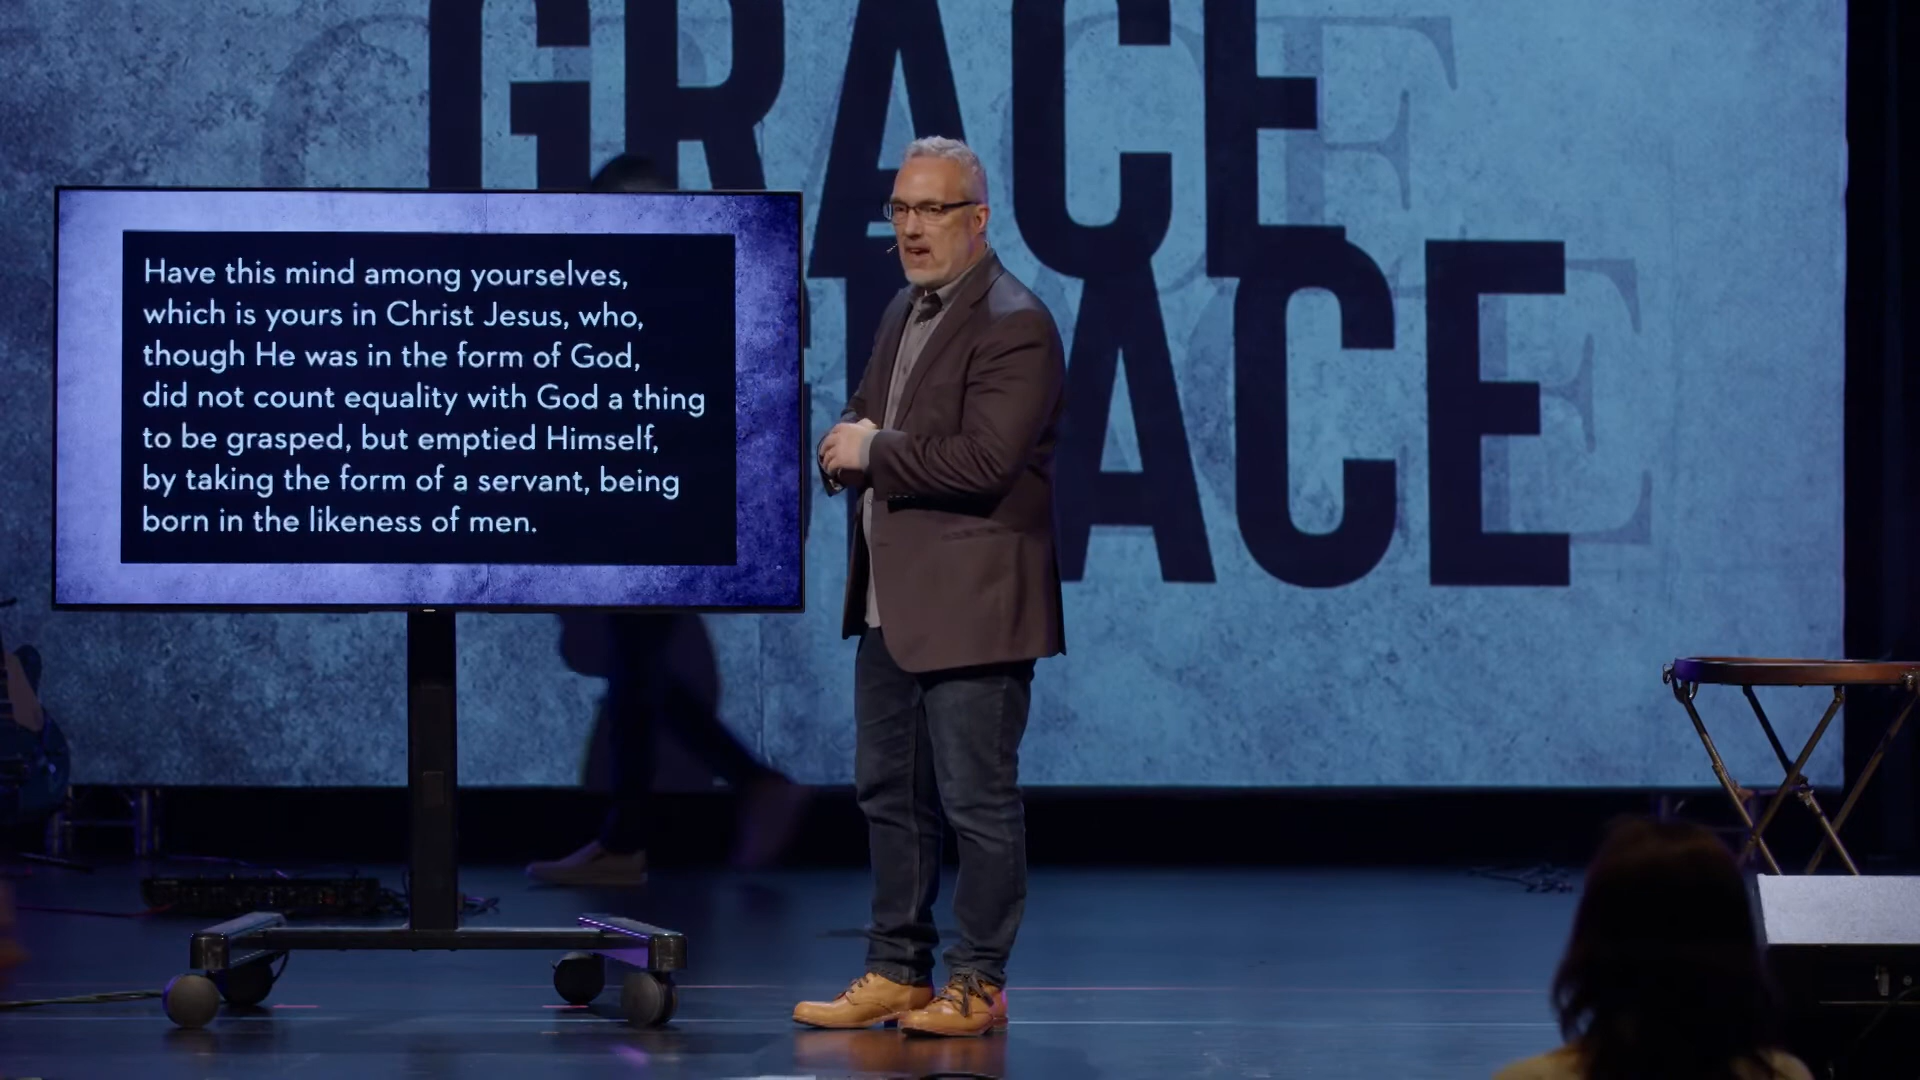 GRACE
GRACE
Have this mind among yourselves,
which is yours in Christ Jesus, who,
though He was in the form of God,
did not count equality with God a thing
to be grasped, but emptied Himself,
by taking the form of a servant, being
born in the likeness of men.